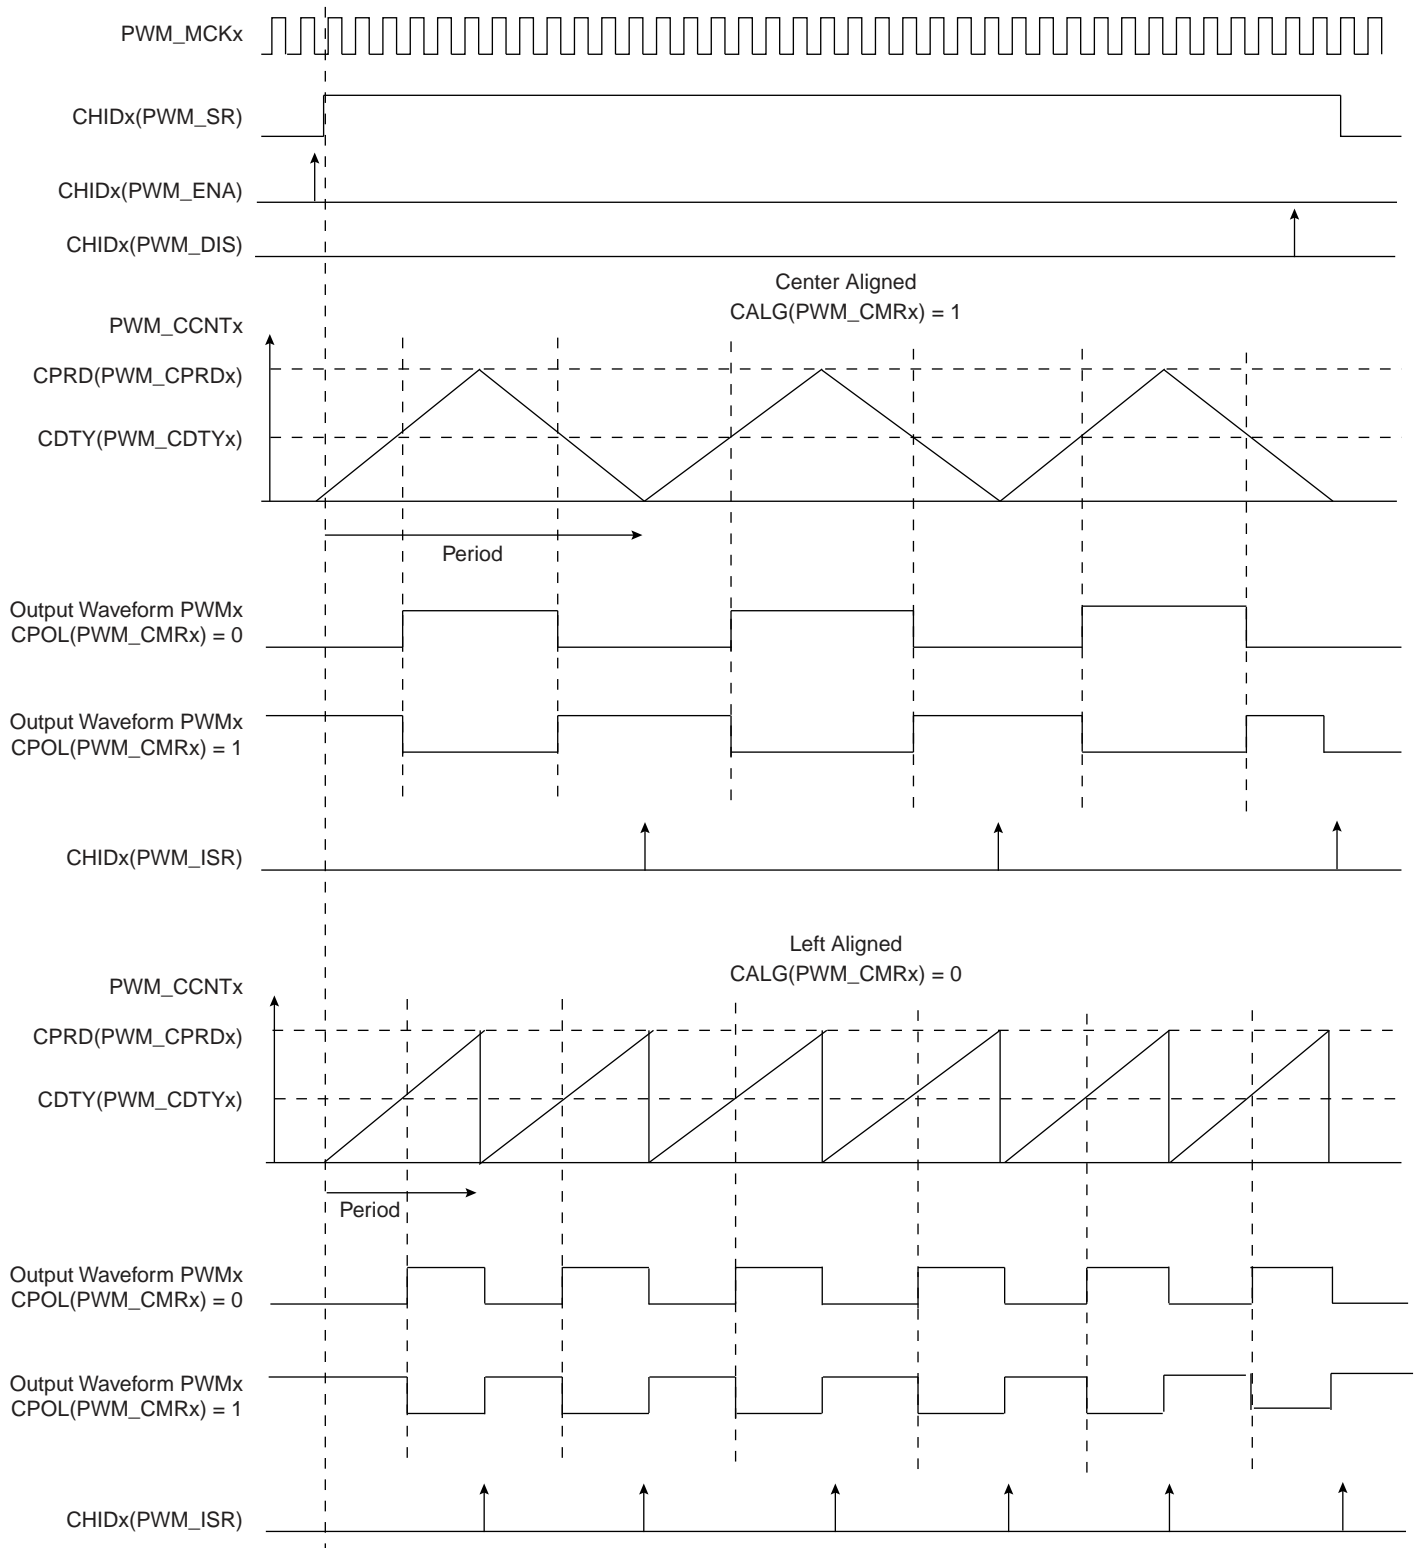 PWM_MCKx
CHIDx(PWM_SR)
CHIDx(PWM_ENA)
CHIDx(PWM_DIS)
Center Aligned
CALG(PWM_CMRx) = 1
PWM_CCNTx
CPRD(PWM_CPRDx)
CDTY(PWM_CDTYx)
Period
Output Waveform PWMx
CPOL(PWM_CMRx) = 0
Output Waveform PWMx
CPOL(PWM_CMRx) = 1
CHIDx(PWM_ISR)
Left Aligned
CALG(PWM_CMRx) = 0
PWM_CCNTx
CPRD(PWM_CPRDx)
CDTY(PWM_CDTYx)
Period
Output Waveform PWMx
CPOL(PWM_CMRx) = 0
Output Waveform PWMx
CPOL(PWM_CMRx) = 1
CHIDx(PWM_ISR)